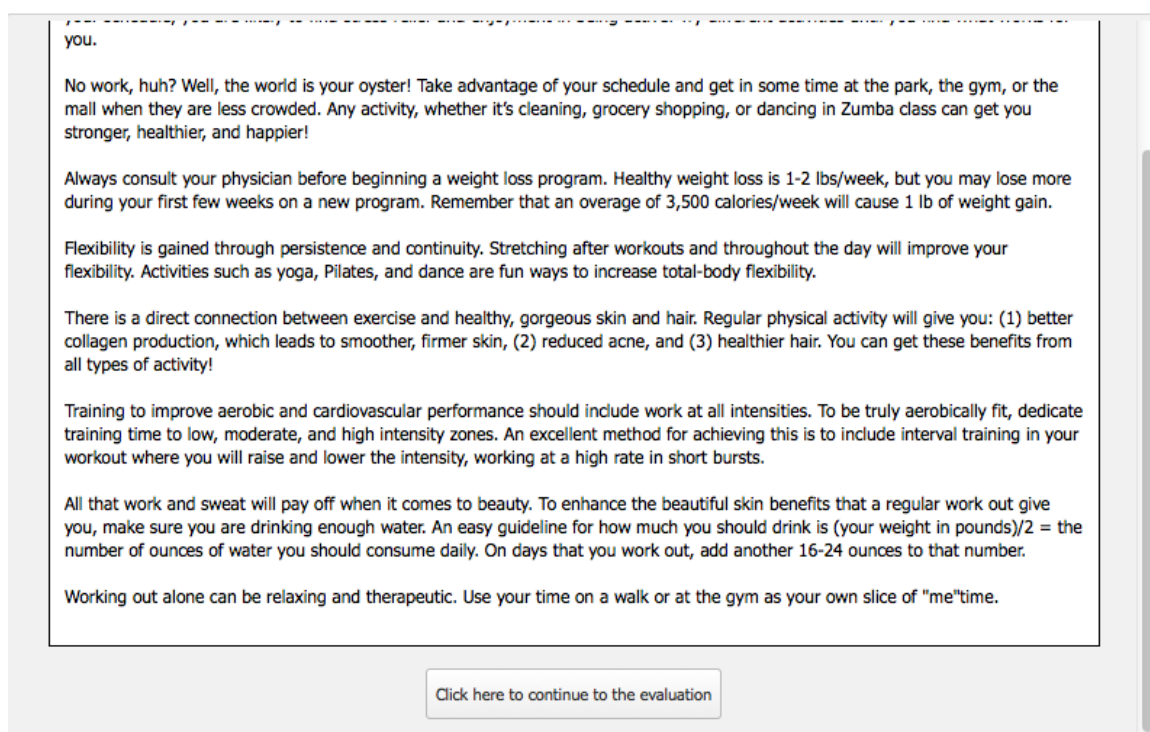 you.
No work, huh? Well, the world is your oyster! Take advantage of your schedule and get in some time at the park, the gym, or the
mall when they are less crowded. Any activity, whether it's cleaning, grocery shopping, or dancing in Zumba class can get you
stronger, healthier, and happier!
Always consult your physician before beginning a weight loss program. Healthy weight loss is 1-2 lbs/week, but you may lose more
during your first few weeks on a new program. Remember that an overage of 3,500 calories/week will cause 1 lb of weight gain.
Flexibility is gained through persistence and continuity. Stretching after workouts and throughout the day will improve your
flexibility. Activities such as yoga, Pilates, and dance are fun ways to increase total-body flexibility.
There is a direct connection between exercise and healthy, gorgeous skin and hair. Regular physical activity will give you: (1) better
collagen production, which leads to smoother, firmer skin, (2) reduced acne, and (3) healthier hair. You can get these benefits from
all types of activity!
Training to improve aerobic and cardiovascular performance should include work at all intensities. To be truly aerobically fit, dedicate
training time to low, moderate, and high intensity zones. An excellent method for achieving this is to include interval training in your
workout where you will raise and lower the intensity, working at a high rate in short bursts.
All that work and sweat will pay off when it comes to beauty. To enhance the beautiful skin benefits that a regular work out give
you, make sure you are drinking enough water. An easy guideline for how much you should drink is (your weight in pounds)/2 = the
number of ounces of water you should consume daily. On days that you work out, add another 16-24 ounces to that number.
Working out alone can be relaxing and therapeutic. Use your time on a walk or at the gym as your own slice of "me"time.
Click here to continue to the evaluation